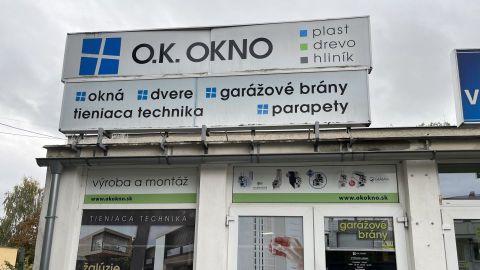 O.K. OKNO
plast
drevo
hliník
okná dvere garážové brány
tieniaca technika parapety
výroba a montáž
www.okokno.sk
www.okokno.sk
TIENIACA TECHNIKA
žalúzie
garážové
brány
V